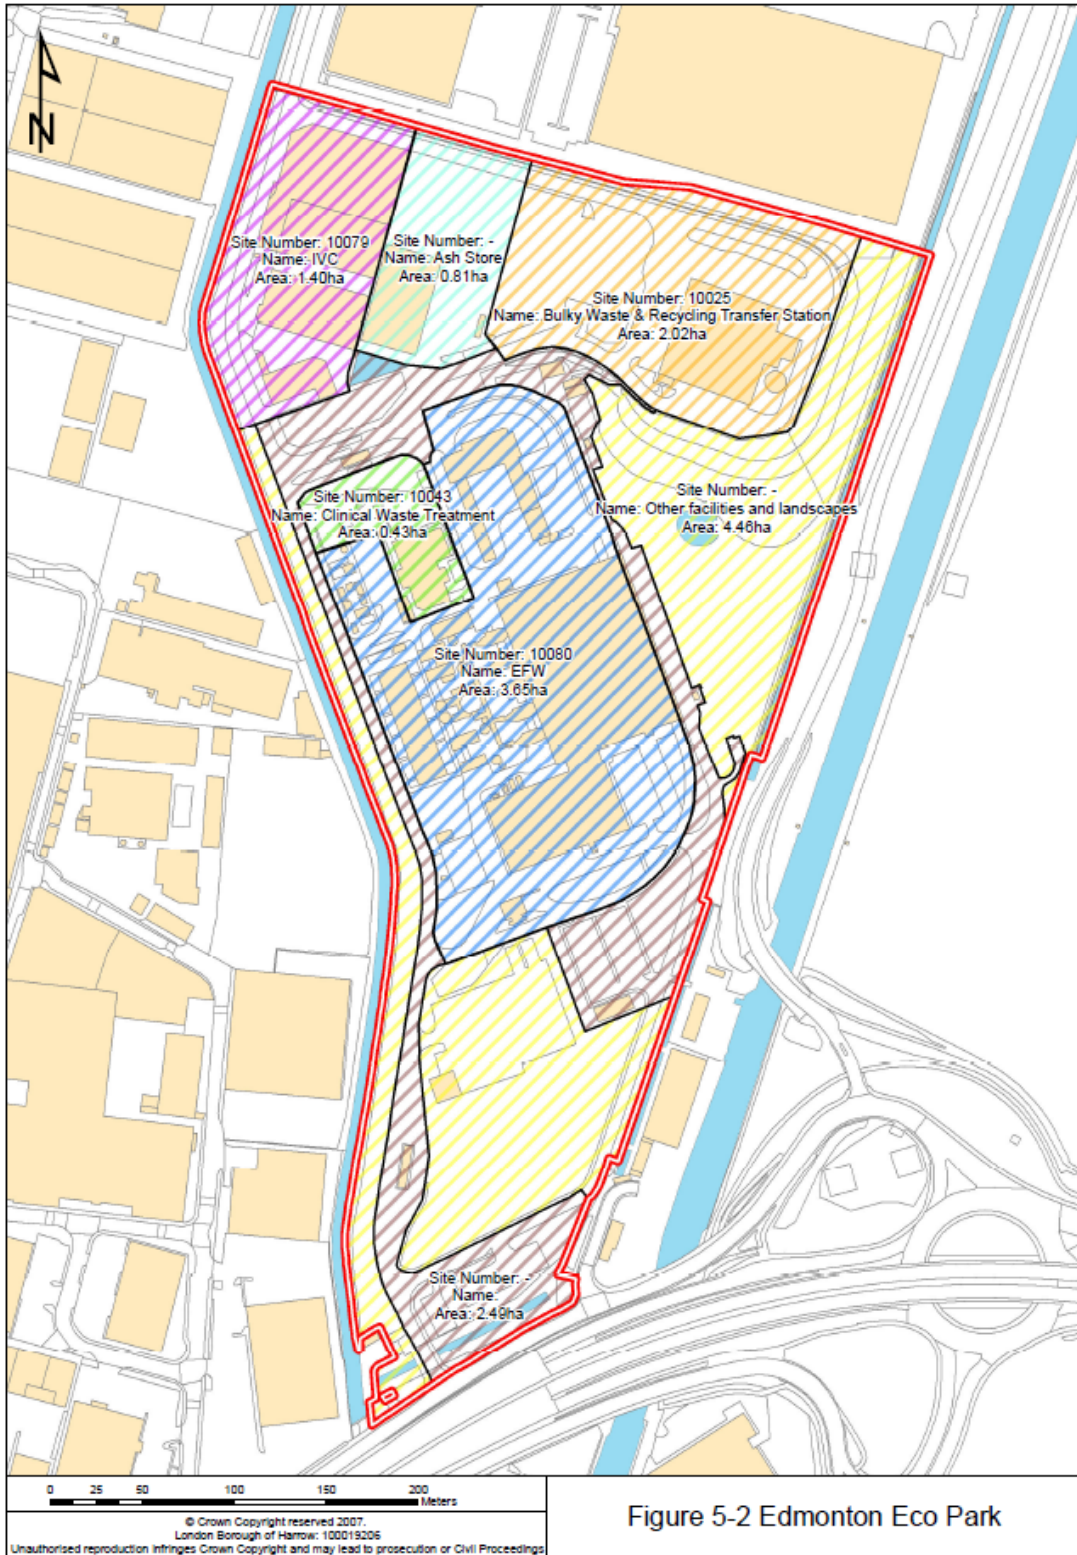 N
Site Number: 10079
Name: IVC
Area: 1.40ha
Site Number: -
Name: Ash Store
Area: 0.81ha
Site Number: 10025
Name: Bulky Waste & Recycling Transfer Station
Area: 2.02ha
Site Number: 10043
Name: Clinical Waste Treatment
Area: 0.43ha
Site Number: -
Name: Other facilities and landscapes
Area: 4.46ha
Site Number: 10080
Name: EFW
Area: 3.65ha
Site Number: -
Name:
Area: 2.49ha
0 25 50 100 150 200
Meters
© Crown Copyright reserved 2007.
London Borough of Harrow: 100019206
Unauthorised reproduction infringes Crown Copyright and may lead to prosecution or Civil Proceedings
Figure 5-2 Edmonton Eco Park